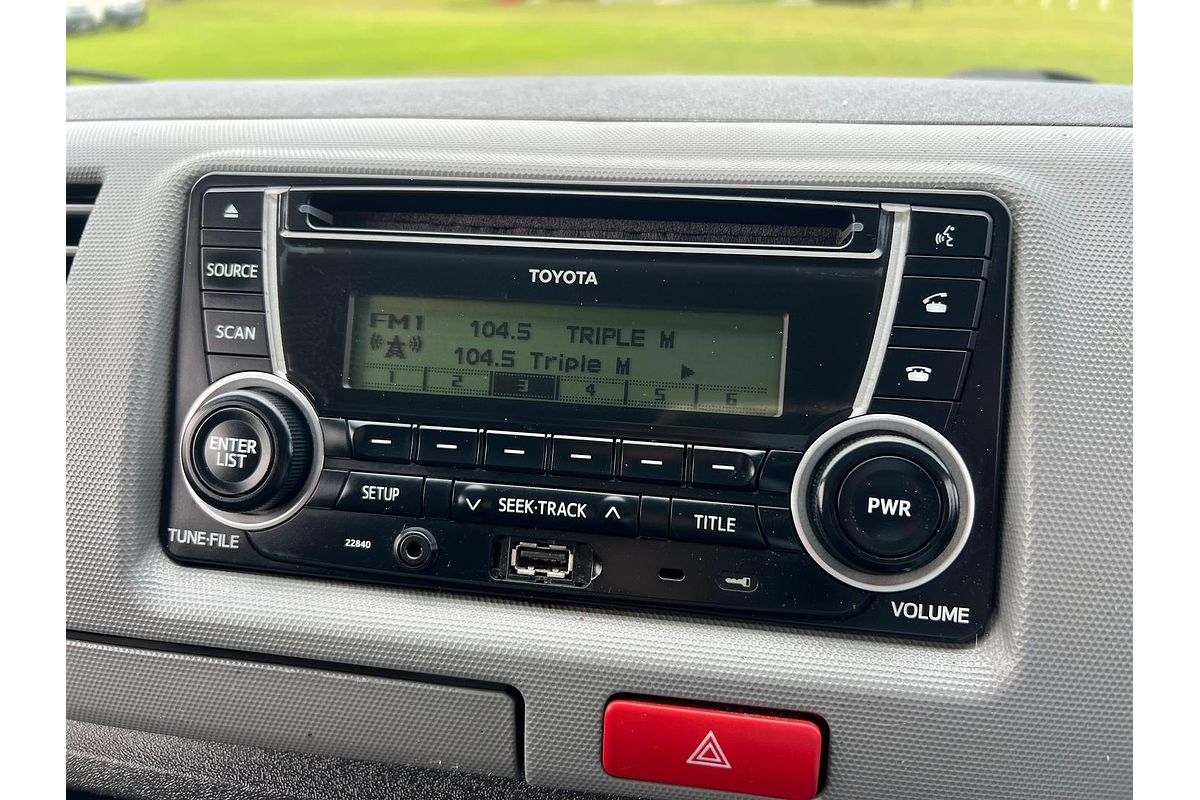 SOURCE
SCAN
TOYOTA
FM1 104.5 TRIPLE M
104.5 Triple M
1 2 3 4 5 6
ENTER
LIST
SETUP
SEEK·TRACK
TITLE
PWR
TUNE·FILE
22840
VOLUME